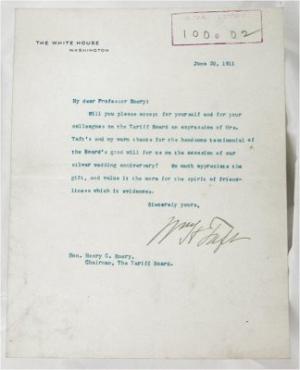 THE WHITE HOUSE
WASHINGTON
100.02
June 30, 1911
My dear Professor Emery:
Will you please accept for yourself and for your
colleagues on the Tariff Board an expression of Mrs.
Taft's and my warm thanks for the handsome testimonial of
the Board's good will for us on the occasion of our
silver wedding anniversary? We much appreciate the
gift, and value it the more for the spirit of friend-
liness which it evidences.
Sincerely yours,
Wm H Taft
Hon. Henry C. Emery,
Chairman, The Tariff Board.